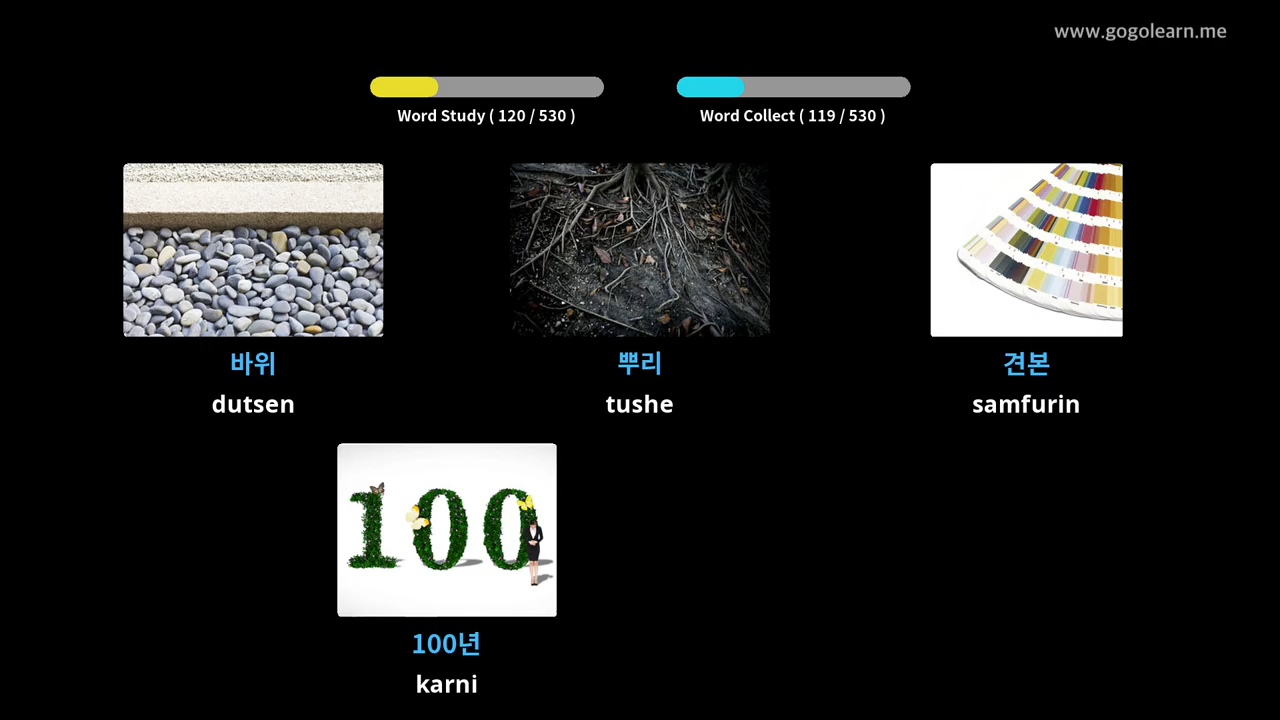 www.gogolearn.me
Word Study ( 120 / 530 )
Word Collect ( 119 / 530 )
바위
dutsen
뿌리
tushe
견본
samfurin
100
100년
karni